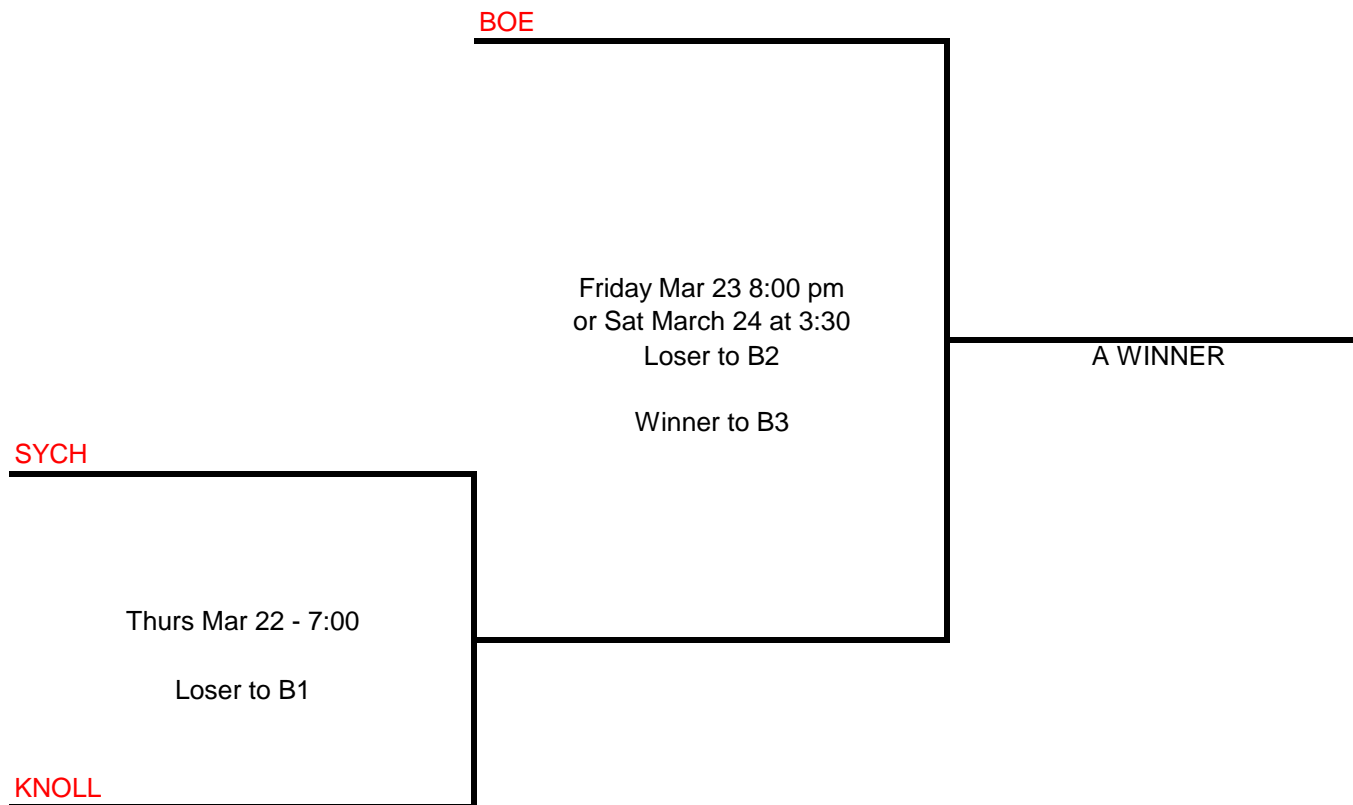 BOE
Friday Mar 23 8:00 pm
or Sat March 24 at 3:30
Loser to B2
Winner to B3
A WINNER
SYCH
Thurs Mar 22 - 7:00
Loser to B1
KNOLL